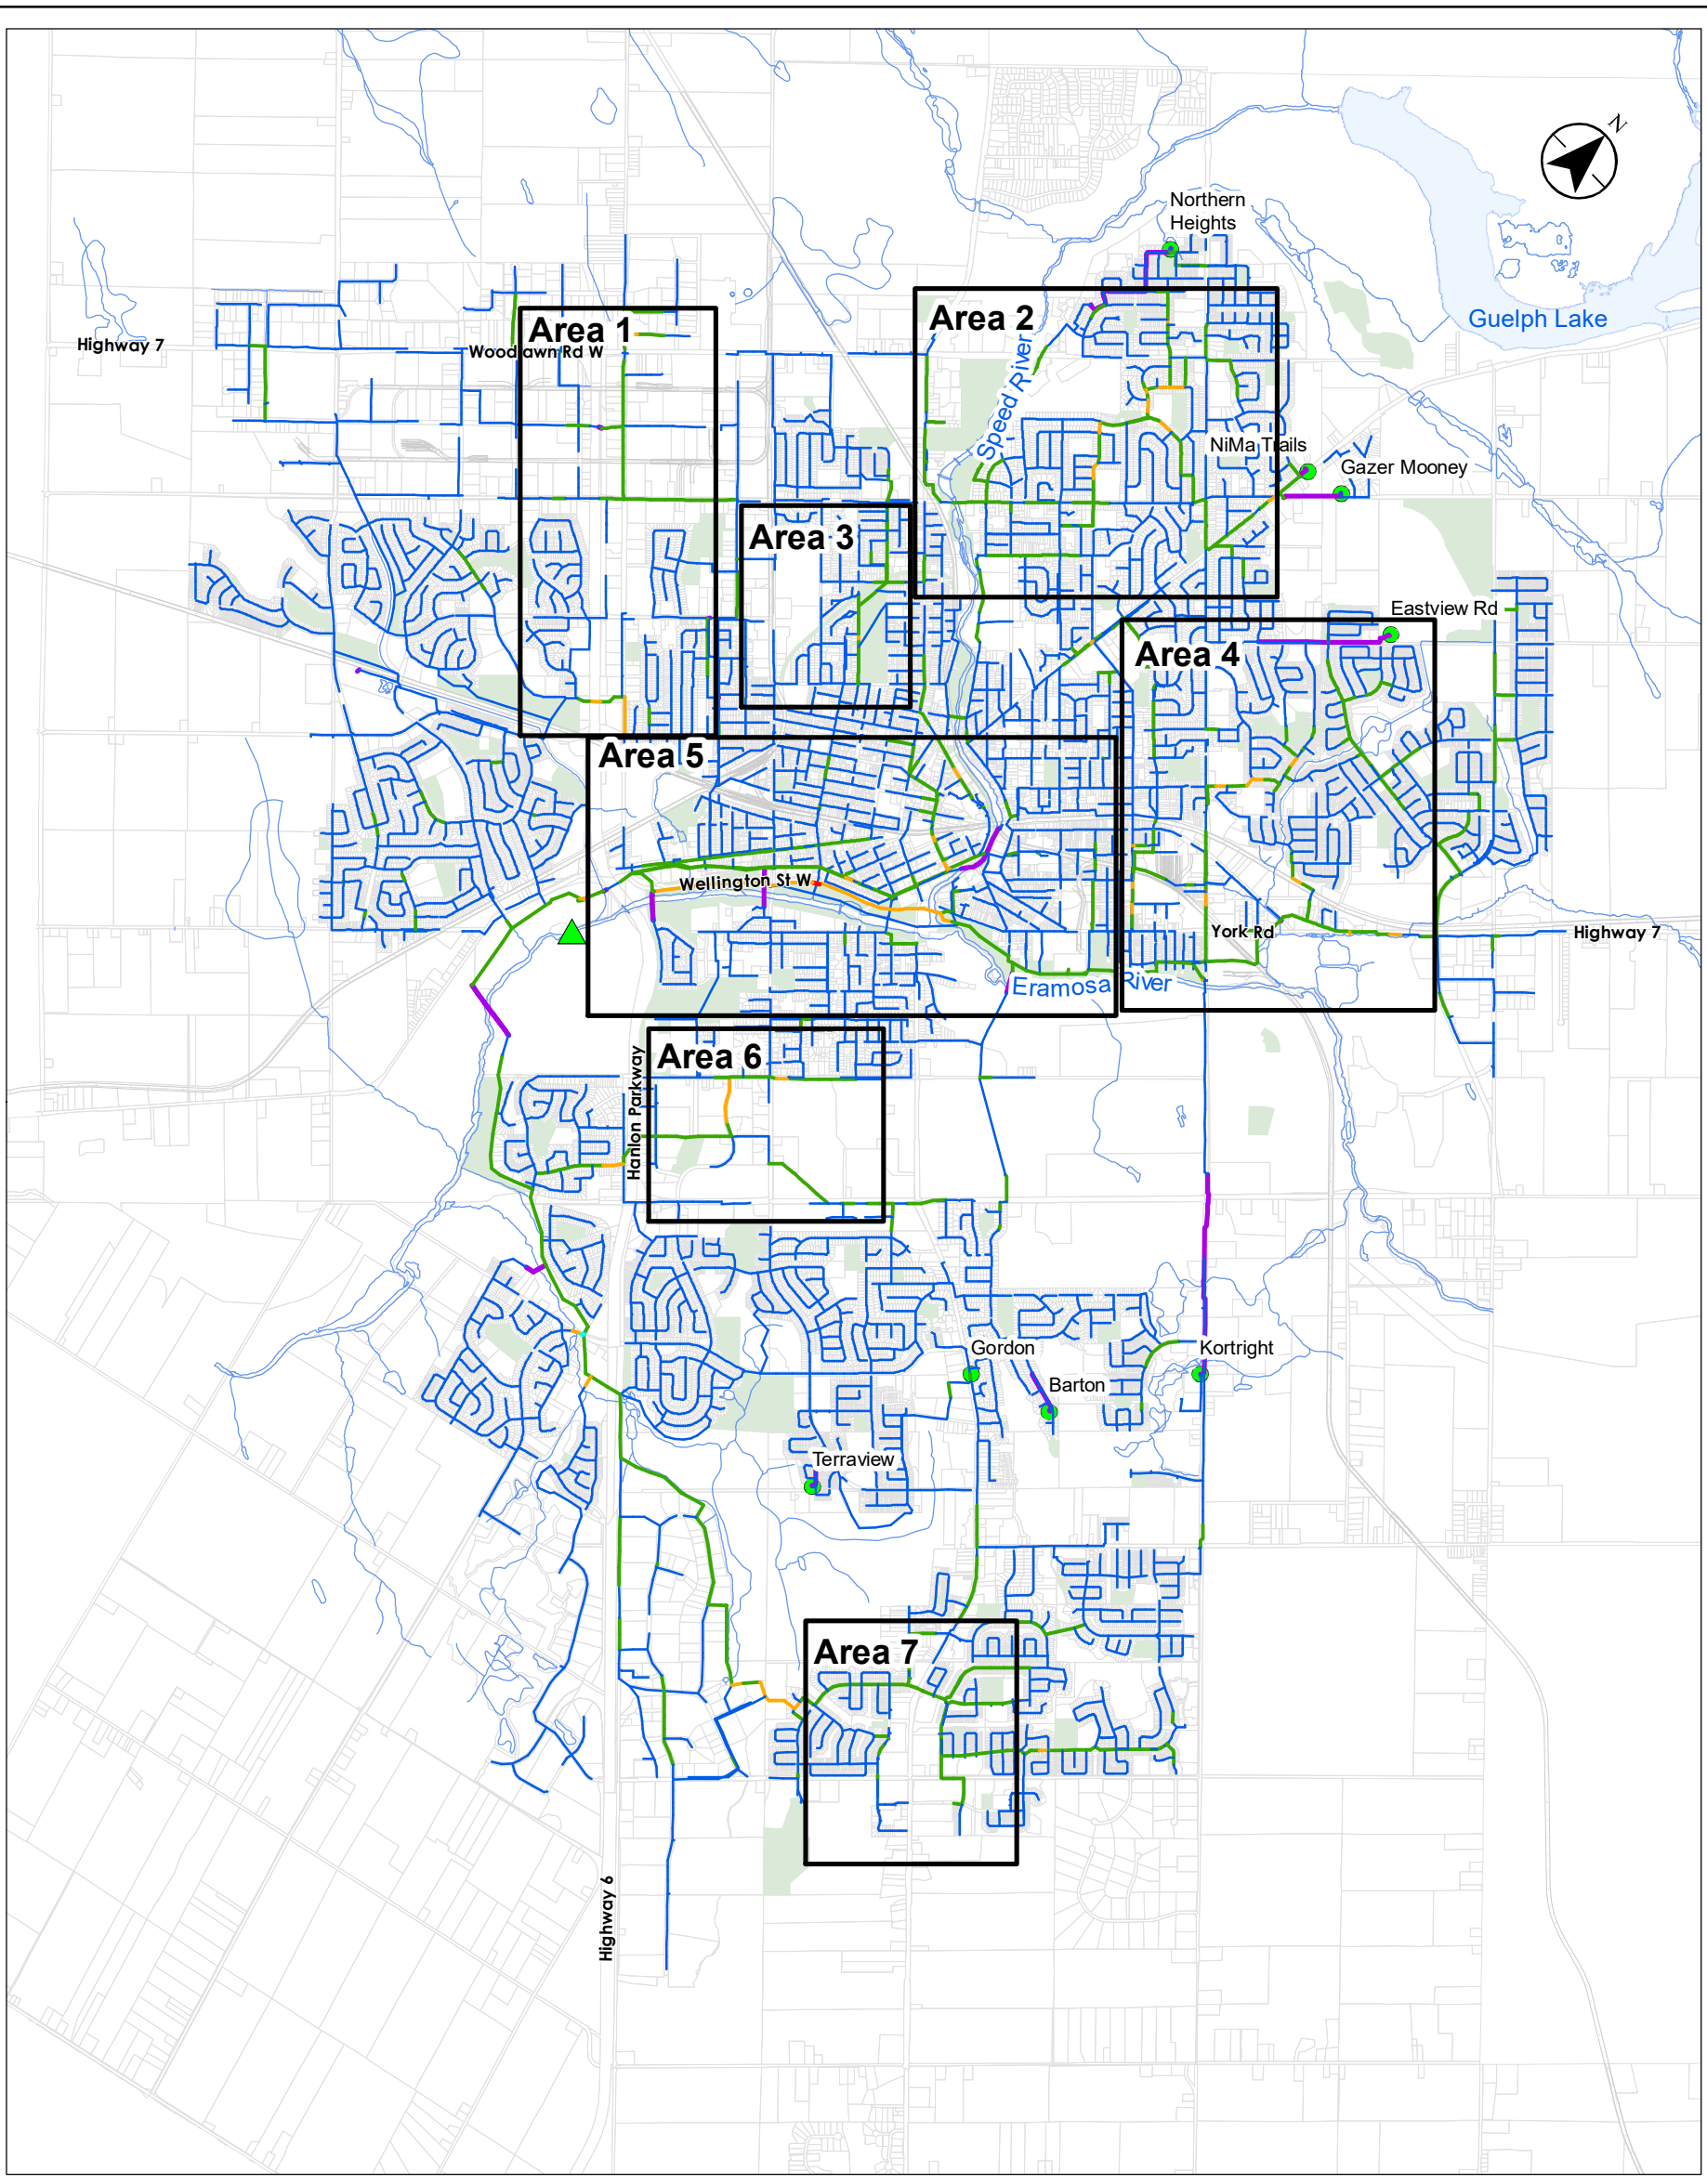 N
Northern
Heights
Guelph Lake
Area 1
Area 2
Highway 7
Woodlawn Rd W
Speed River
NiMa Trails
Gazer Mooney
Area 3
Eastview Rd
Area 4
Area 5
Wellington St W
York Rd
Highway 7
Eramosa River
Area 6
Hanlon Parkway
Gordon
Kortright
Barton
Terraview
Area 7
Highway 6